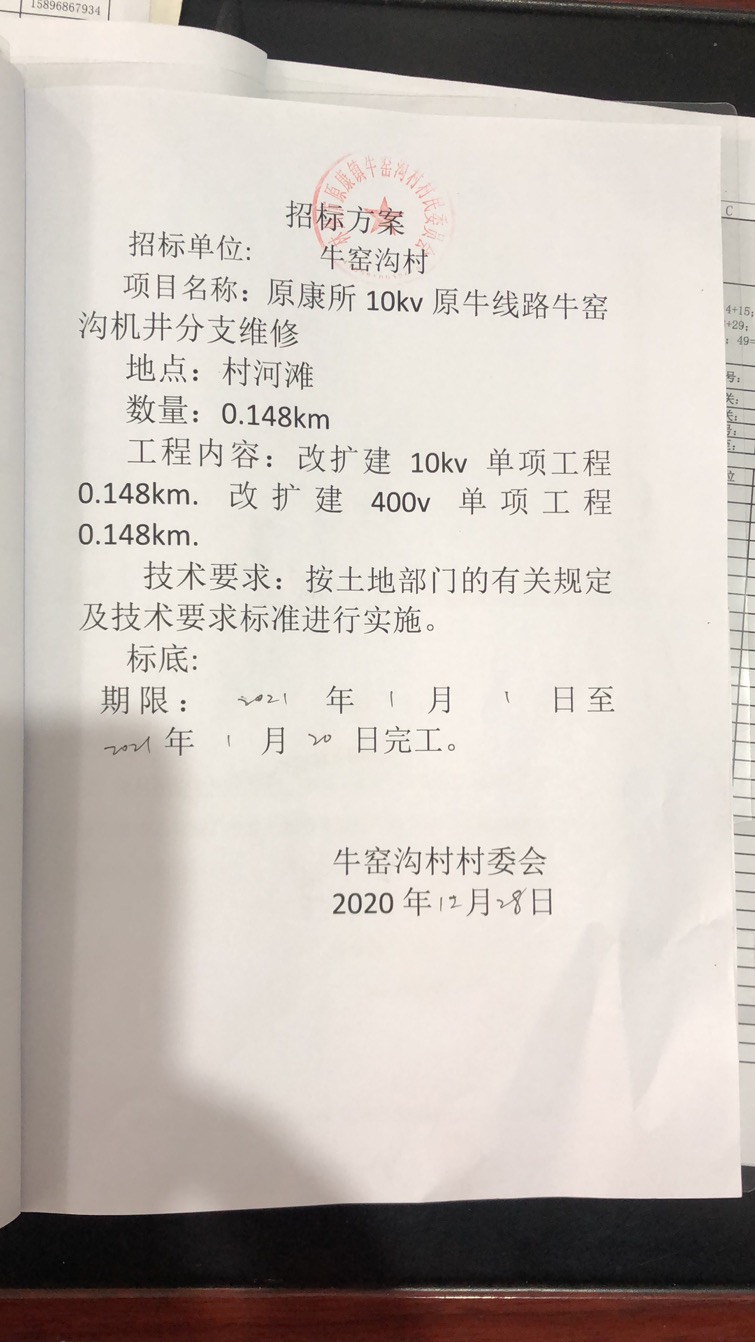 15896867934
原康镇牛窑沟村村民委员会
招标方案
招标单位: 牛窑沟村
项目名称：原康所 10kv 原牛线路牛窑
沟机井分支维修
地点：村河滩
数量：0.148km
工程内容：改扩建 10kv 单项工程
0.148km. 改扩建 400v 单项工程
0.148km.
技术要求：按土地部门的有关规定
及技术要求标准进行实施。
标底:
期限： 2021 年 1 月 1 日至
2021 年 1 月 20 日完工。
牛窑沟村村委会
2020 年 12 月 28 日
C
4+15;
+29;
49=
号: